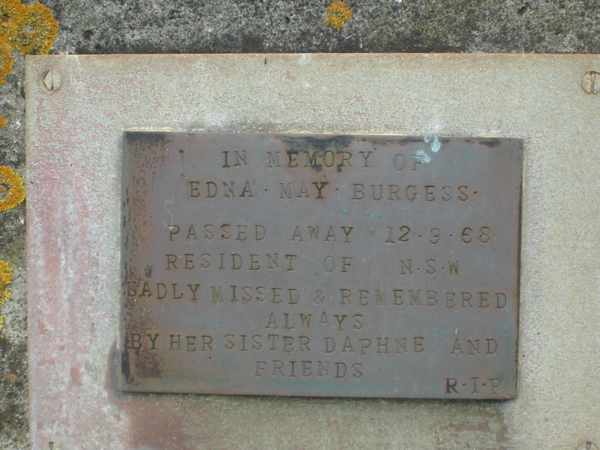 IN MEMORY OF
EDNA·MAY·BURGESS·
PASSED AWAY 12·9·68
RESIDENT OF N·S·W
SADLY MISSED & REMEMBERED
ALWAYS
BY HER SISTER DAPHNE AND
FRIENDS
R·I·P